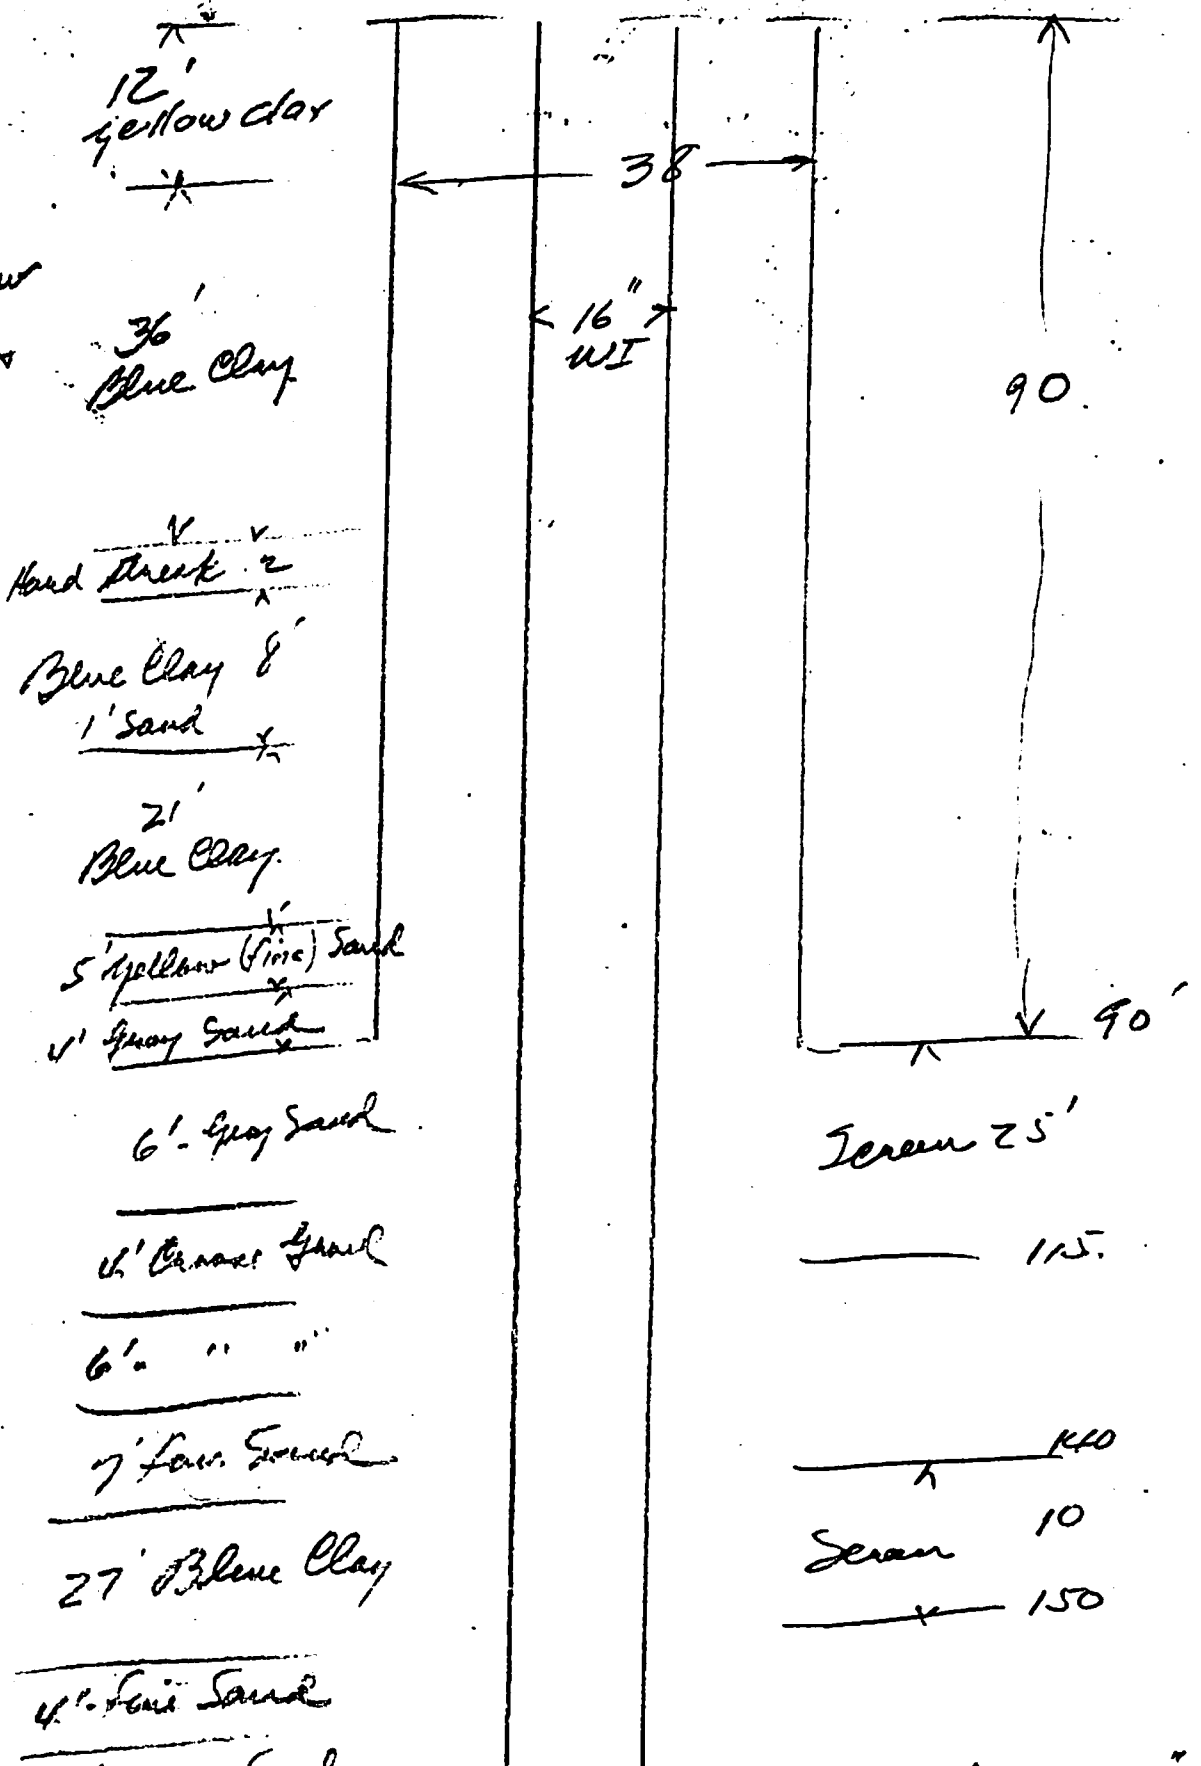 12'
yellow clay
38
16"
WI
36'
Blue Clay
90
Hard Streak 2
Blue Clay 8'
1' Sand
21'
Blue Clay.
5' Yellow (Fine) Sand
4' Gray Sand
90'
6'- Gray Sand
Screen 25'
4' Coarse Gravel
115.
6'- " "
7' Fine Sand
140
27' Blue Clay
Screen 10
150
4'- Fine Sand